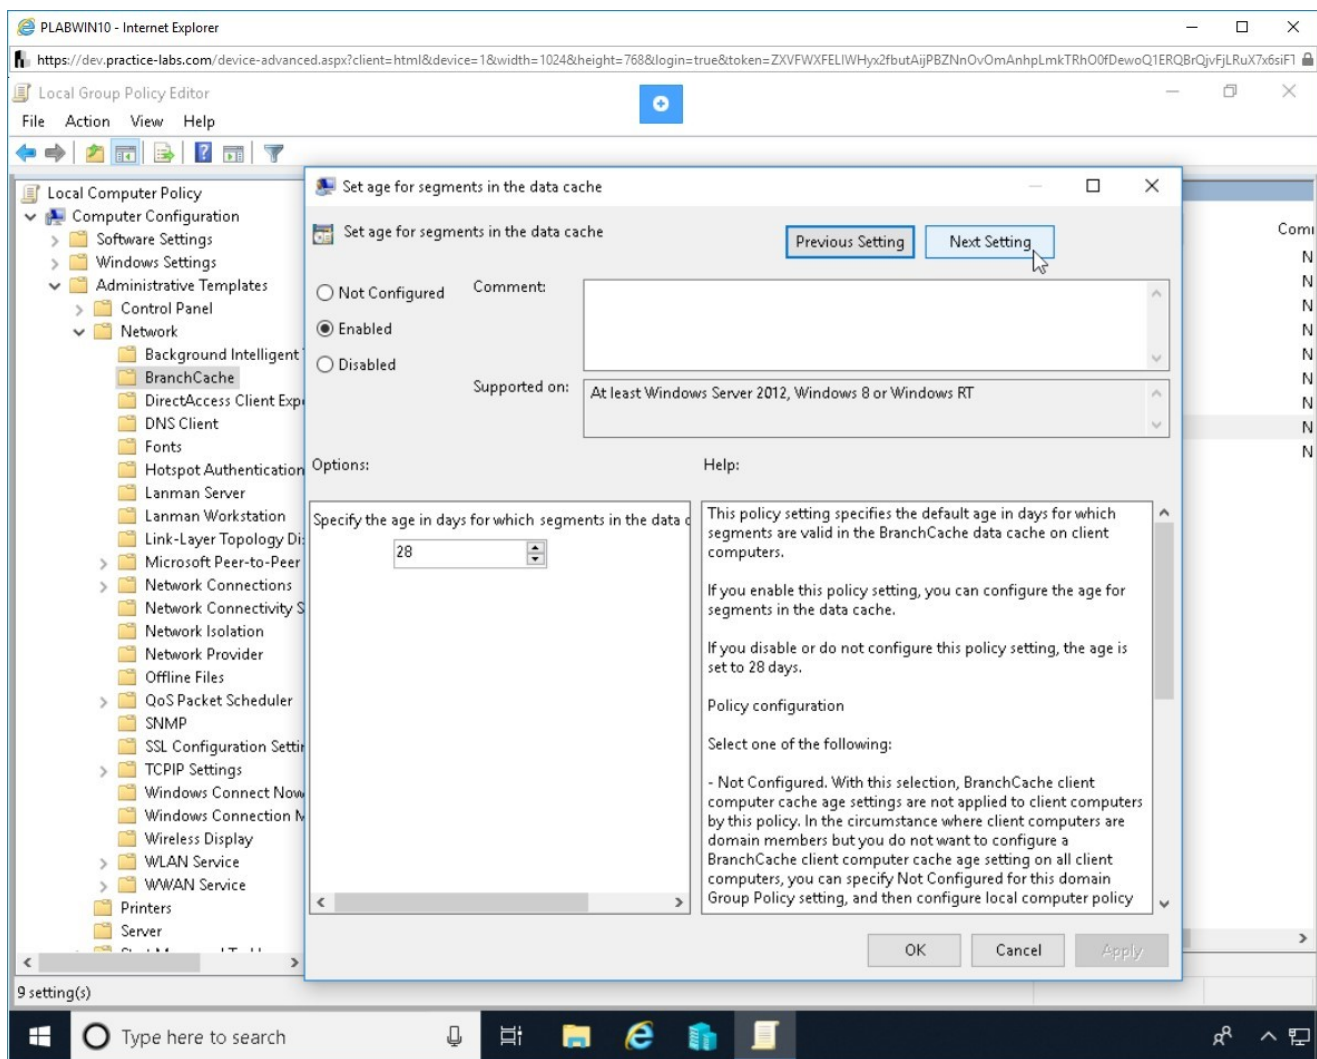 PLABWIN10 - Internet Explorer
https://dev.practice-labs.com/device-advanced.aspx?client=html&device=1&width=1024&height=768&login=true&token=
Local Group Policy Editor
File Action View Help
Local Computer Policy
Computer Configuration
Software Settings
Windows Settings
Administrative Templates
Control Panel
Network
Background Intelligent
BranchCache
DirectAccess Client Exp
DNS Client
Fonts
Hotspot Authentication
Lanman Server
Lanman Workstation
Link-Layer Topology Di
Microsoft Peer-to-Peer
Network Connections
Network Connectivity S
Network Isolation
Network Provider
Offline Files
QoS Packet Scheduler
SNMP
SSL Configuration Settin
TCPIP Settings
Windows Connect Now
Windows Connection M
Wireless Display
WLAN Service
WWAN Service
Printers
Server
9 setting(s)
Set age for segments in the data cache
Set age for segments in the data cache
Previous Setting Next Setting
Not Configured
Enabled
Disabled
Comment:
Supported on: At least Windows Server 2012, Windows 8 or Windows RT
Options:
Specify the age in days for which segments in the data c
28
Help:
This policy setting specifies the default age in days for which
segments are valid in the BranchCache data cache on client
computers.
If you enable this policy setting, you can configure the age for
segments in the data cache.
If you disable or do not configure this policy setting, the age is
set to 28 days.
Policy configuration
Select one of the following:
- Not Configured. With this selection, BranchCache client
computer cache age settings are not applied to client computers
by this policy. In the circumstance where client computers are
domain members but you do not want to configure a
BranchCache client computer cache age setting on all client
computers, you can specify Not Configured for this domain
Group Policy setting, and then configure local computer policy
OK Cancel Apply
Com
N
N
N
N
N
N
N
N
N
Type here to search